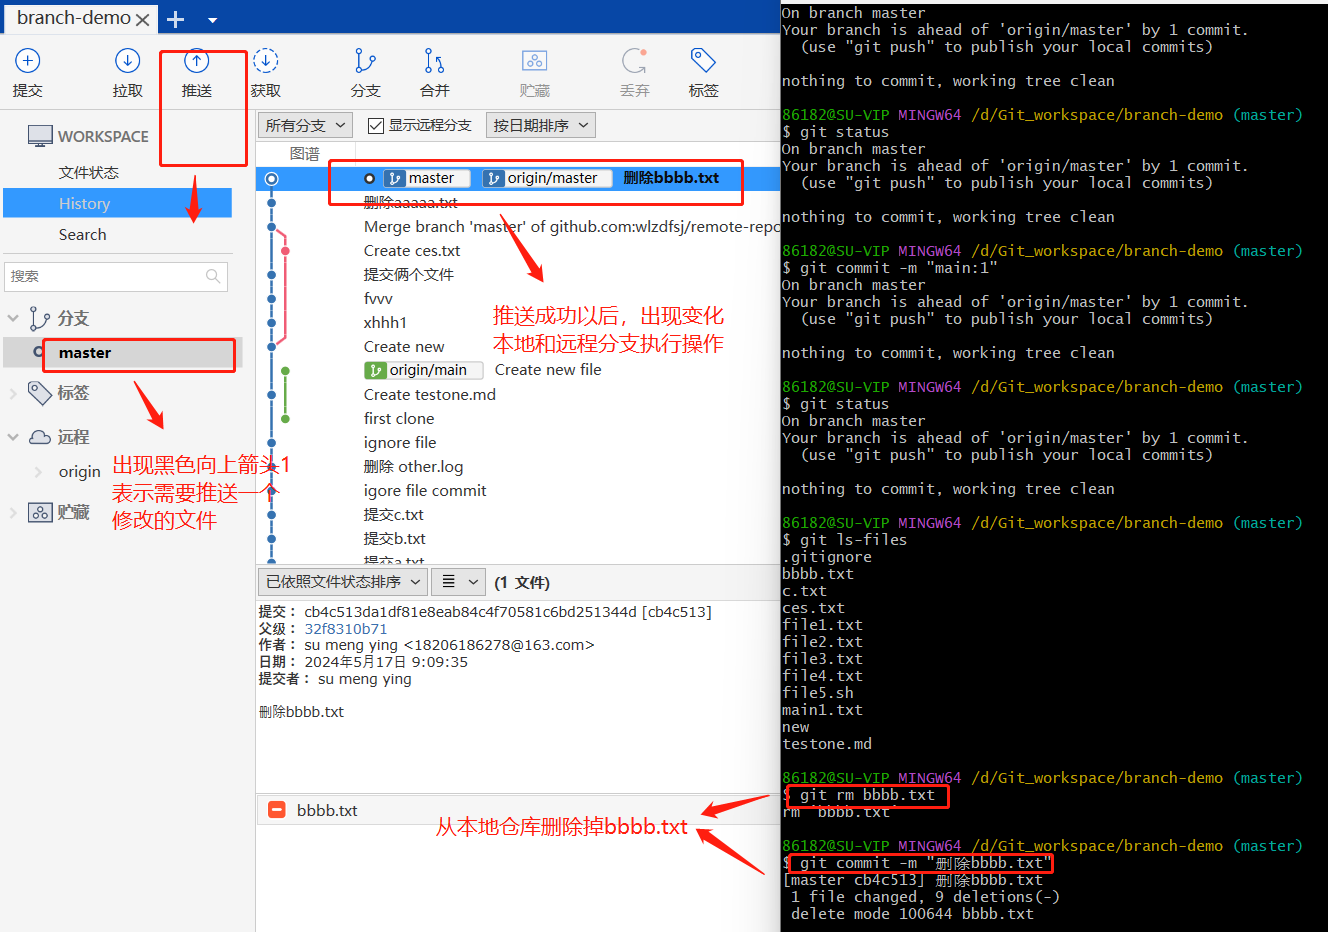 branch-demo
提交
拉取
推送
获取
分支
合并
贮藏
丢弃
标签
WORKSPACE
文件状态
History
Search
搜索
分支
master
标签
远程
origin
贮藏
出现黑色向上箭头1
表示需要推送一个
修改的文件
所有分支
显示远程分支
按日期排序
图谱
master origin/master 删除bbbb.txt
删除aaaaa.txt
Merge branch 'master' of github.com:wlzdfsj/remote-repo
Create ces.txt
提交俩个文件
fvvv
xhhh1
Create new
origin/main Create new file
Create testone.md
first clone
ignore file
删除 other.log
igore file commit
提交c.txt
提交b.txt
提交a.txt
推送成功以后，出现变化
本地和远程分支执行操作
已依照文件状态排序
(1 文件)
提交： cb4c513da1df81e8eab84c4f70581c6bd251344d [cb4c513]
父级： 32f8310b71
作者： su meng ying <18206186278@163.com>
日期： 2024年5月17日 9:09:35
提交者： su meng ying
删除bbbb.txt
bbbb.txt
从本地仓库删除掉bbbb.txt
On branch master
Your branch is ahead of 'origin/master' by 1 commit.
(use "git push" to publish your local commits)
nothing to commit, working tree clean
86182@SU-VIP MINGW64 /d/Git_workspace/branch-demo (master)
$ git status
On branch master
Your branch is ahead of 'origin/master' by 1 commit.
(use "git push" to publish your local commits)
nothing to commit, working tree clean
86182@SU-VIP MINGW64 /d/Git_workspace/branch-demo (master)
$ git commit -m "main:1"
On branch master
Your branch is ahead of 'origin/master' by 1 commit.
(use "git push" to publish your local commits)
nothing to commit, working tree clean
86182@SU-VIP MINGW64 /d/Git_workspace/branch-demo (master)
$ git status
On branch master
Your branch is ahead of 'origin/master' by 1 commit.
(use "git push" to publish your local commits)
nothing to commit, working tree clean
86182@SU-VIP MINGW64 /d/Git_workspace/branch-demo (master)
$ git ls-files
.gitignore
bbbb.txt
c.txt
ces.txt
file1.txt
file2.txt
file3.txt
file4.txt
file5.sh
main1.txt
new
testone.md
86182@SU-VIP MINGW64 /d/Git_workspace/branch-demo (master)
$ git rm bbbb.txt
rm 'bbbb.txt'
86182@SU-VIP MINGW64 /d/Git_workspace/branch-demo (master)
$ git commit -m "删除bbbb.txt"
[master cb4c513] 删除bbbb.txt
1 file changed, 9 deletions(-)
delete mode 100644 bbbb.txt